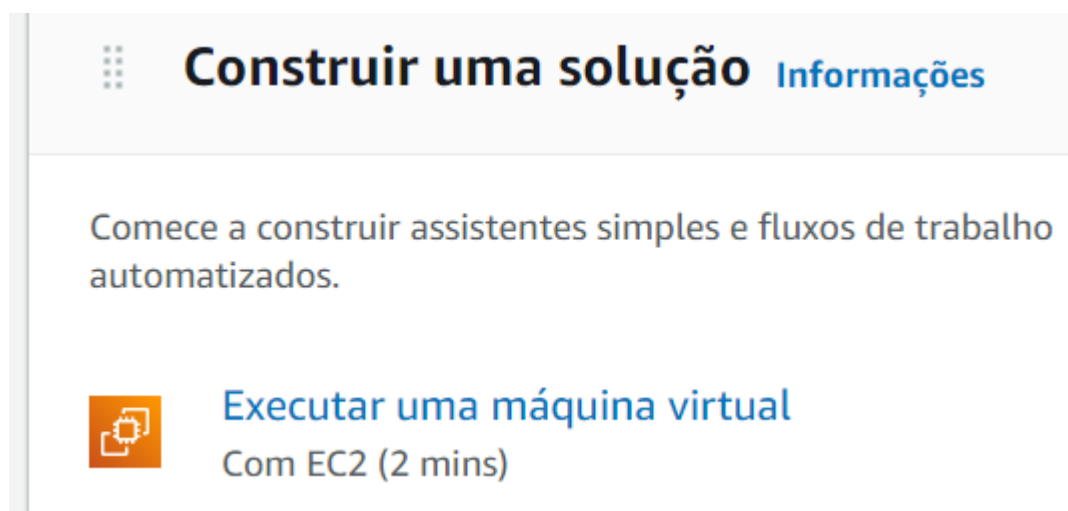 Construir uma solução Informações
Comece a construir assistentes simples e fluxos de trabalho
automatizados.
Executar uma máquina virtual
Com EC2 (2 mins)